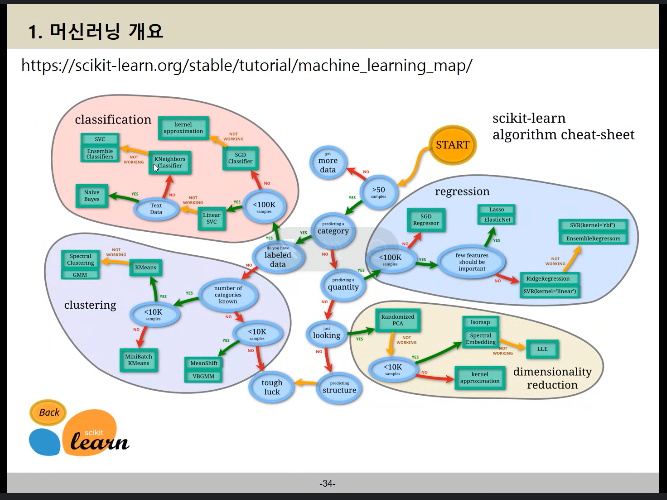 1. 머신러닝 개요
https://scikit-learn.org/stable/tutorial/machine_learning_map/
scikit-learn
algorithm cheat-sheet
classification
kernel
approximation
NOT
WORKING
SVC
Ensemble
Classifiers
NOT
WORKING
KNeighbors
Classifier
SGD
Classifier
NO
NO
Naive
Bayes
YES
Text
Data
NOT
WORKING
Linear
SVC
YES
<100K
samples
YES
START
get
more
data
NO
>50
samples
YES
predicting a
category
YES
do you have
labeled
data
NO
NO
predicting a
quantity
YES
NO
just
looking
YES
NO
predicting
structure
tough
luck
regression
SGD
Regressor
NO
<100K
samples
YES
few features
should be
important
YES
Lasso
ElasticNet
NO
RidgeRegression
SVR(kernel='linear')
NOT
WORKING
SVR(kernel='rbf')
EnsembleRegressors
clustering
Spectral
Clustering
GMM
NOT
WORKING
KMeans
YES
<10K
samples
YES
number of
categories
known
NO
NO
MiniBatch
KMeans
<10K
samples
YES
NO
MeanShift
VBGMM
dimensionality
reduction
Randomized
PCA
NOT
WORKING
<10K
samples
YES
NO
Isomap
Spectral
Embedding
NOT
WORKING
LLE
kernel
approximation
Back
scikit
learn
-34-